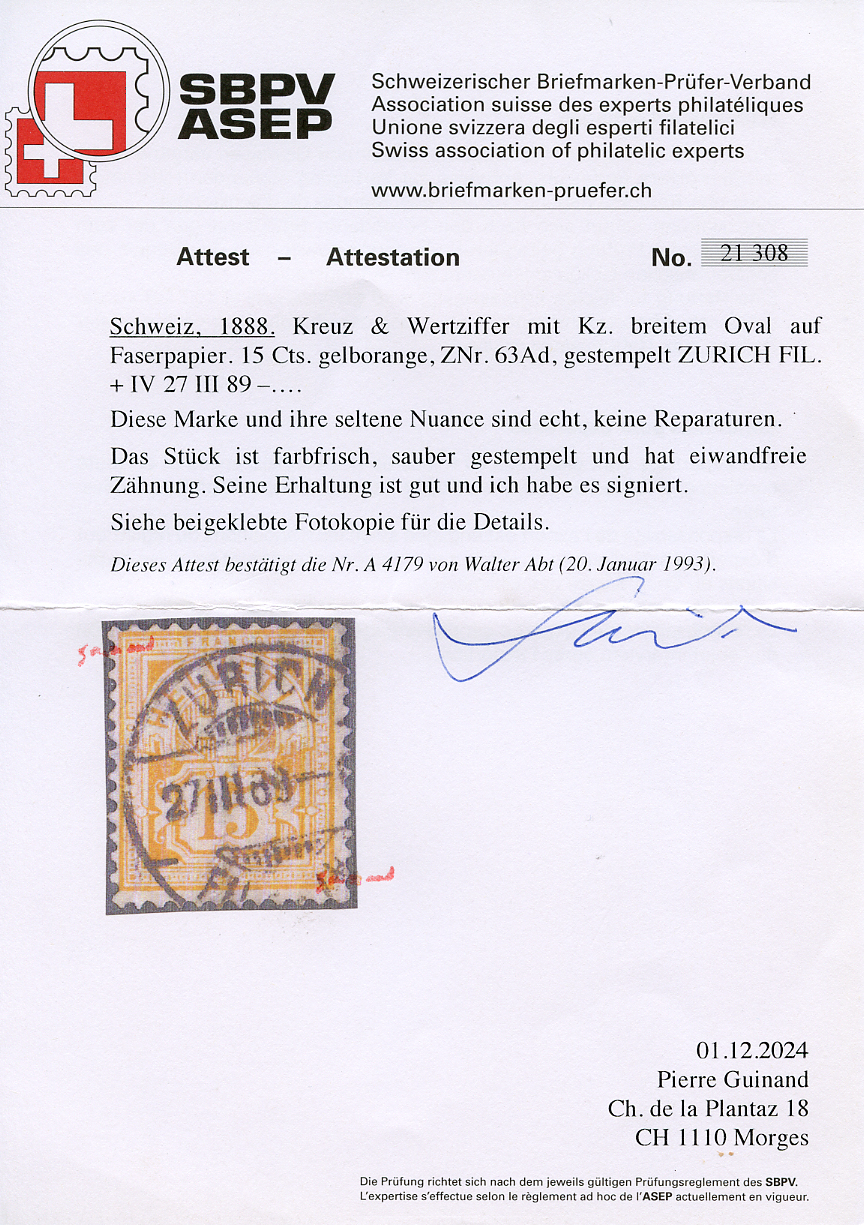 SBPV
ASEP
Schweizerischer Briefmarken-Prüfer-Verband
Association suisse des experts philatéliques
Unione svizzera degli esperti filatelici
Swiss association of philatelic experts
www.briefmarken-pruefer.ch
Attest – Attestation No. 21 308
Schweiz, 1888. Kreuz & Wertziffer mit Kz. breitem Oval auf
Faserpapier. 15 Cts. gelborange, ZNr. 63Ad, gestempelt ZURICH FIL.
+ IV 27 III 89 –....
Diese Marke und ihre seltene Nuance sind echt, keine Reparaturen.
Das Stück ist farbfrisch, sauber gestempelt und hat eiwandfreie
Zähnung. Seine Erhaltung ist gut und ich habe es signiert.
Siehe beigeklebte Fotokopie für die Details.
Dieses Attest bestätigt die Nr. A 4179 von Walter Abt (20. Januar 1993).
FRANCO
ZURICH
27 III 89 –
15
FIL
01.12.2024
Pierre Guinand
Ch. de la Plantaz 18
CH 1110 Morges
Die Prüfung richtet sich nach dem jeweils gültigen Prüfungsreglement des SBPV.
L'expertise s'effectue selon le règlement ad hoc de l'ASEP actuellement en vigueur.